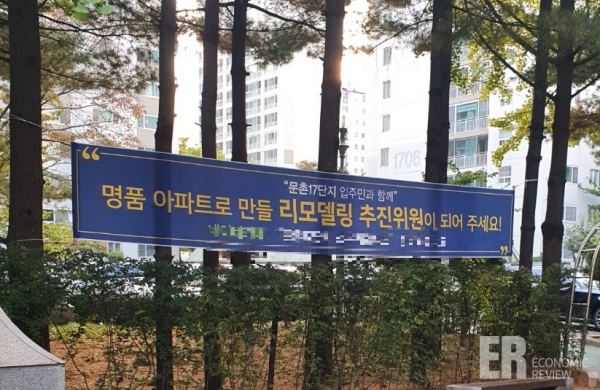 “문촌17단지 입주민과 함께”
“명품 아파트로 만들 리모델링 추진위원이 되어 주세요!”
1706
ER ECONOMIC
REVIEW